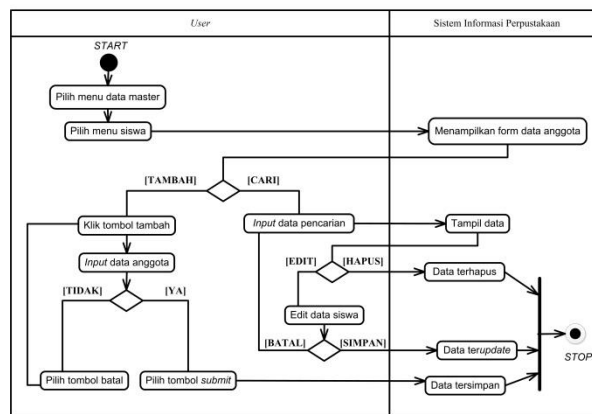 User
Sistem Informasi Perpustakaan
START
Pilih menu data master
Pilih menu siswa
Menampilkan form data anggota
[TAMBAH]
[CARI]
Klik tombol tambah
Input data pencarian
Tampil data
Input data anggota
[EDIT]
[HAPUS]
Data terhapus
[TIDAK]
[YA]
Edit data siswa
[BATAL]
[SIMPAN]
Data terupdate
STOP
Pilih tombol batal
Pilih tombol submit
Data tersimpan